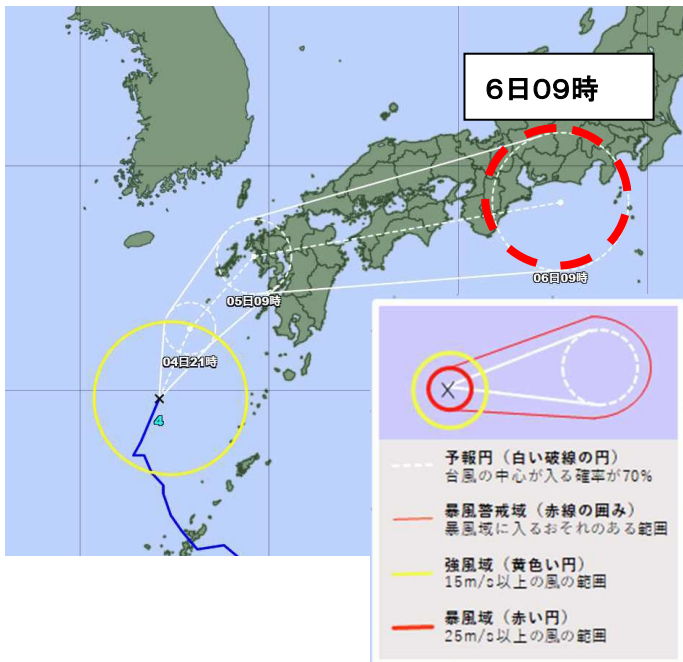 6日09時
06日09時
05日09時
04日21時
4
予報円（白い破線の円）
台風の中心が入る確率が70%
暴風警戒域（赤線の囲み）
暴風域に入るおそれのある範囲
強風域（黄色い円）
15m/s以上の風の範囲
暴風域（赤い円）
25m/s以上の風の範囲